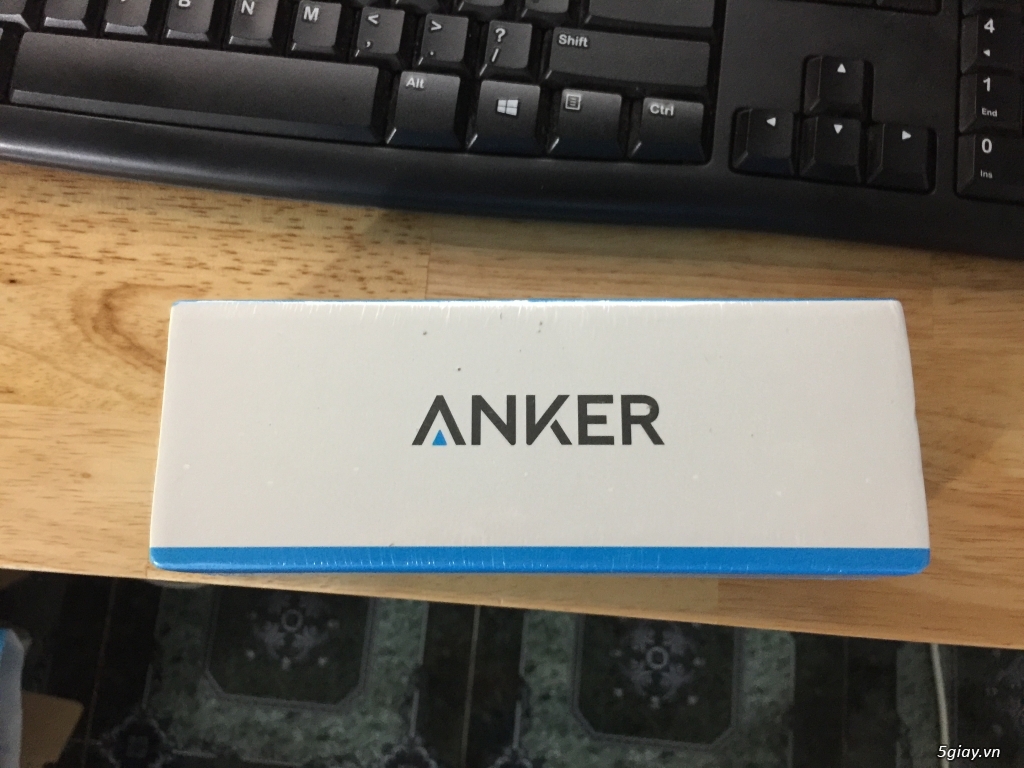 B
N
M
<
,
>
.
?
/
Shift
4
Alt
Ctrl
1
End
0
Ins
ANKER
5giay.vn